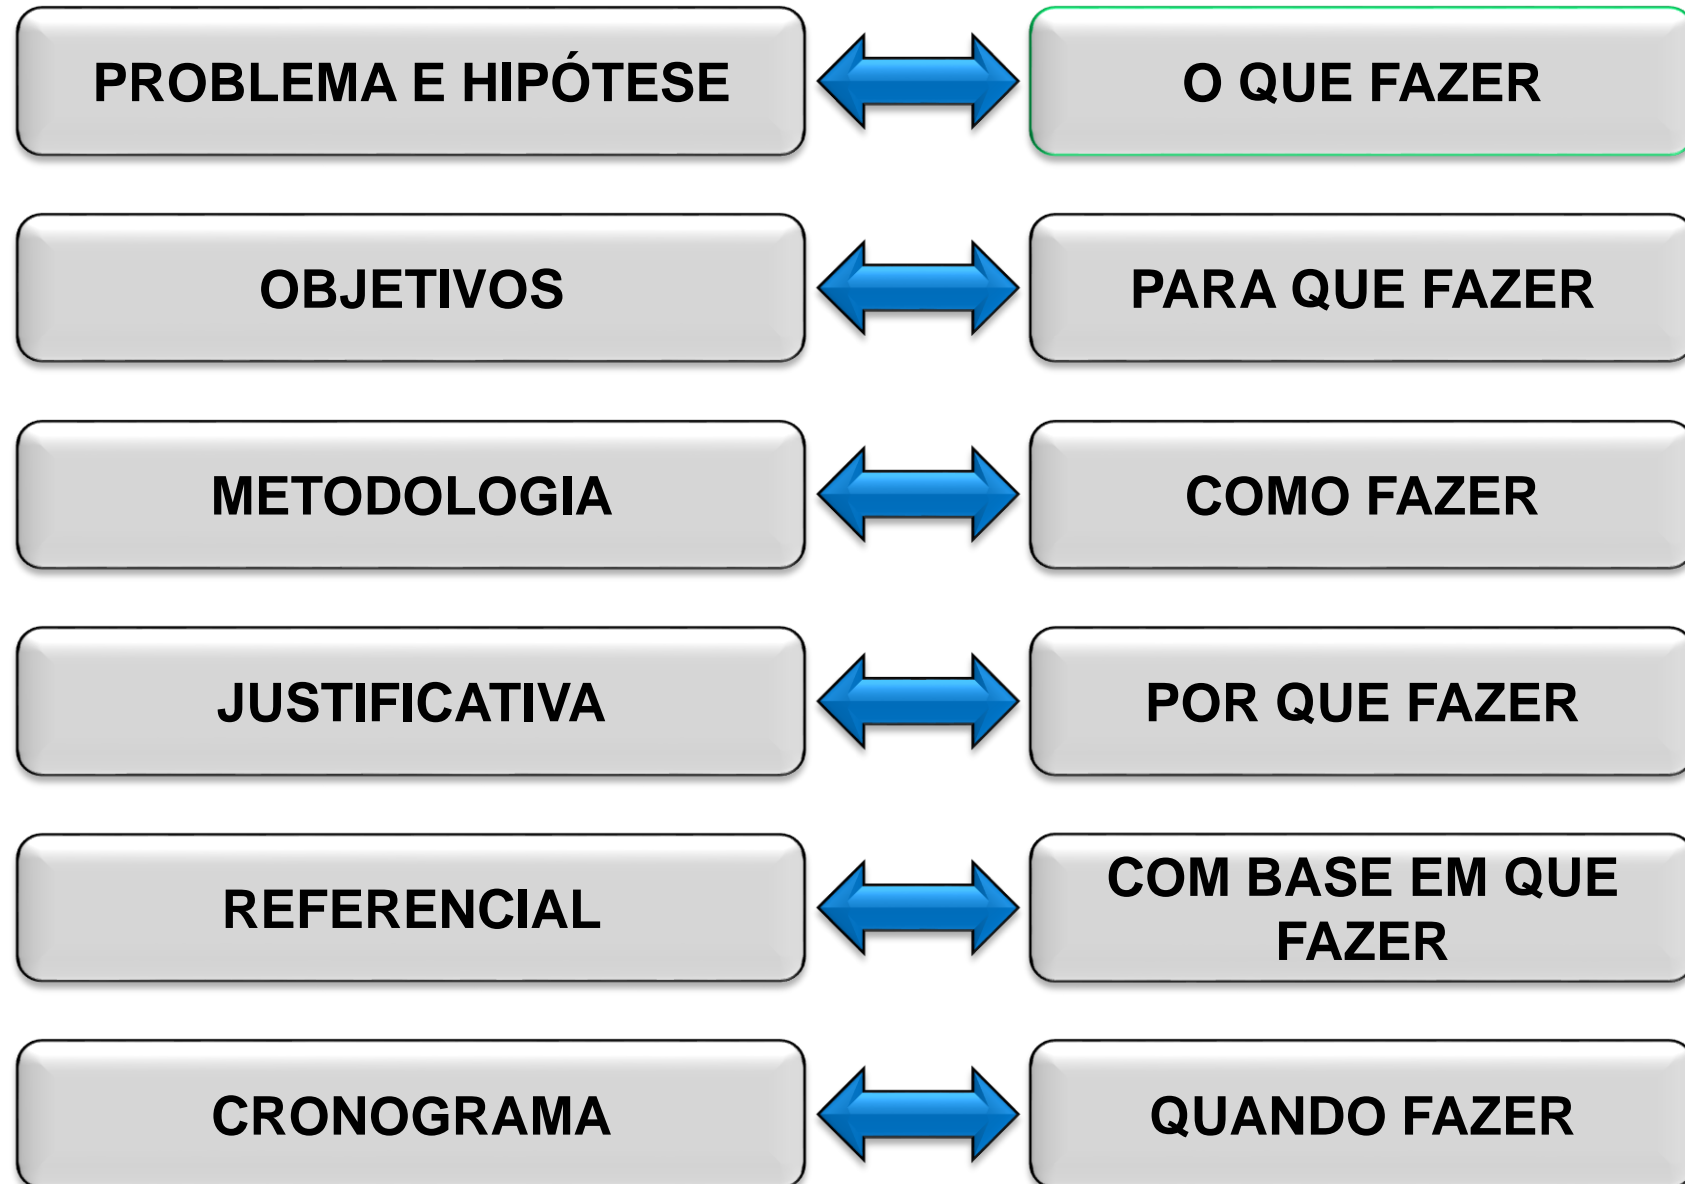 PROBLEMA E HIPÓTESE
O QUE FAZER
OBJETIVOS
PARA QUE FAZER
METODOLOGIA
COMO FAZER
JUSTIFICATIVA
POR QUE FAZER
REFERENCIAL
COM BASE EM QUE
FAZER
CRONOGRAMA
QUANDO FAZER